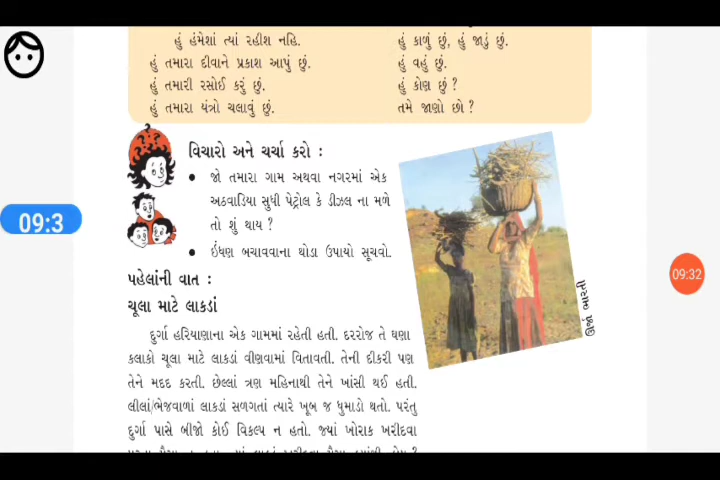 હું હંમેશાં ત્યાં રહીશ નહિ.
હું તમારા દીવાને પ્રકાશ આપું છું.
હું તમારી રસોઈ કરું છું.
હું તમારા યંત્રો ચલાવું છું.
હું કાળું છું, હું જાડું છું.
હું વહું છું.
હું કોણ છું ?
તમે જાણો છો ?
વિચારો અને ચર્ચા કરો :
• જો તમારા ગામ અથવા નગરમાં એક
અઠવાડિયા સુધી પેટ્રોલ કે ડીઝલ ના મળે
તો શું થાય ?
• ઈંધણ બચાવવાના થોડા ઉપાયો સૂચવો.
ઊર્જા ભારતી
09:3
09:32
પહેલાંની વાત :
ચૂલા માટે લાકડાં
દુર્ગા હરિયાણાના એક ગામમાં રહેતી હતી. દરરોજ તે ઘણા
કલાકો ચૂલા માટે લાકડાં વીણવામાં વિતાવતી. તેની દીકરી પણ
તેને મદદ કરતી. છેલ્લાં ત્રણ મહિનાથી તેને ખાંસી થઈ હતી.
લીલાં/ભેજવાળાં લાકડાં સળગતાં ત્યારે ખૂબ જ ધુમાડો થતો. પરંતુ
દુર્ગા પાસે બીજો કોઈ વિકલ્પ ન હતો. જ્યાં ખોરાક ખરીદવા